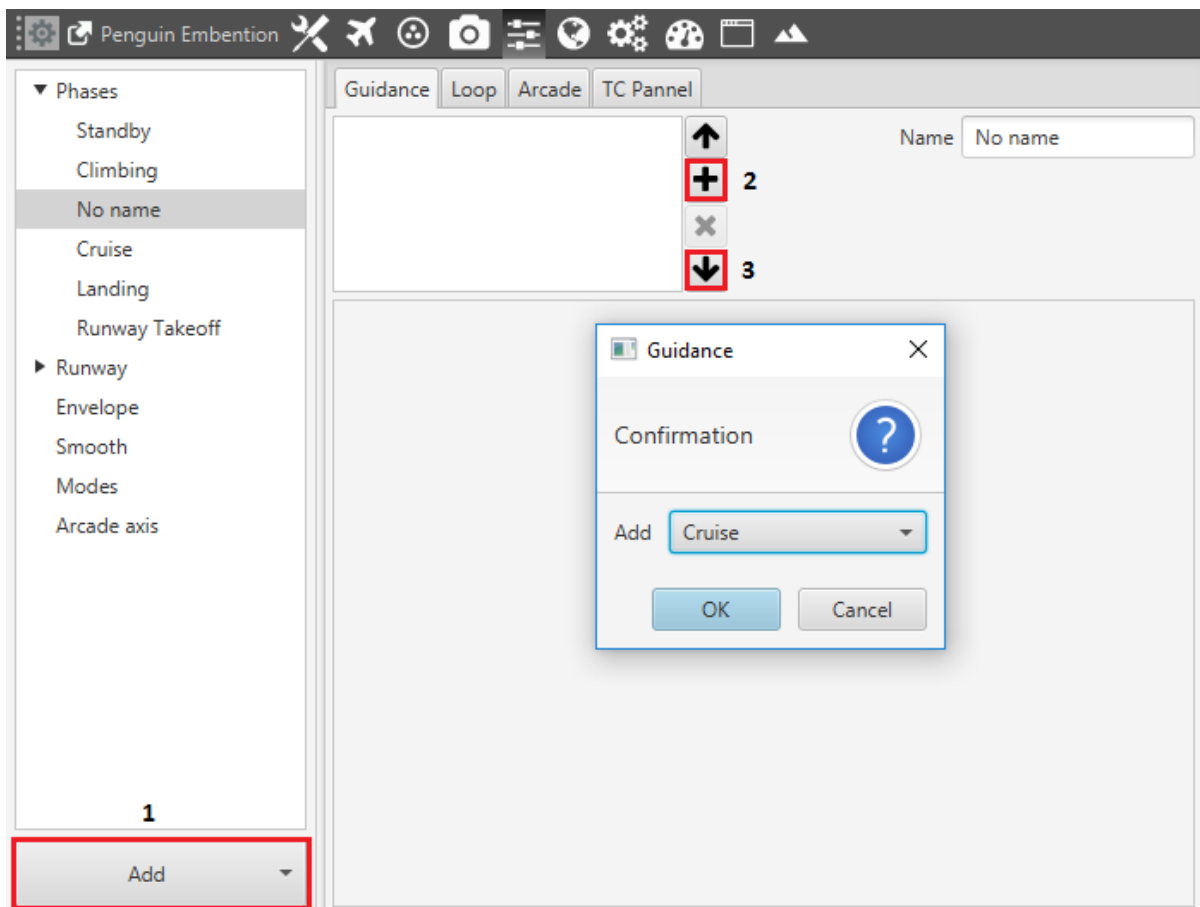 Penguin Embention
Phases
Standby
Climbing
No name
Cruise
Landing
Runway Takeoff
Runway
Envelope
Smooth
Modes
Arcade axis
1
Add
Guidance Loop Arcade TC Pannel
Name No name
2
3
Guidance
Confirmation
?
Add Cruise
OK Cancel